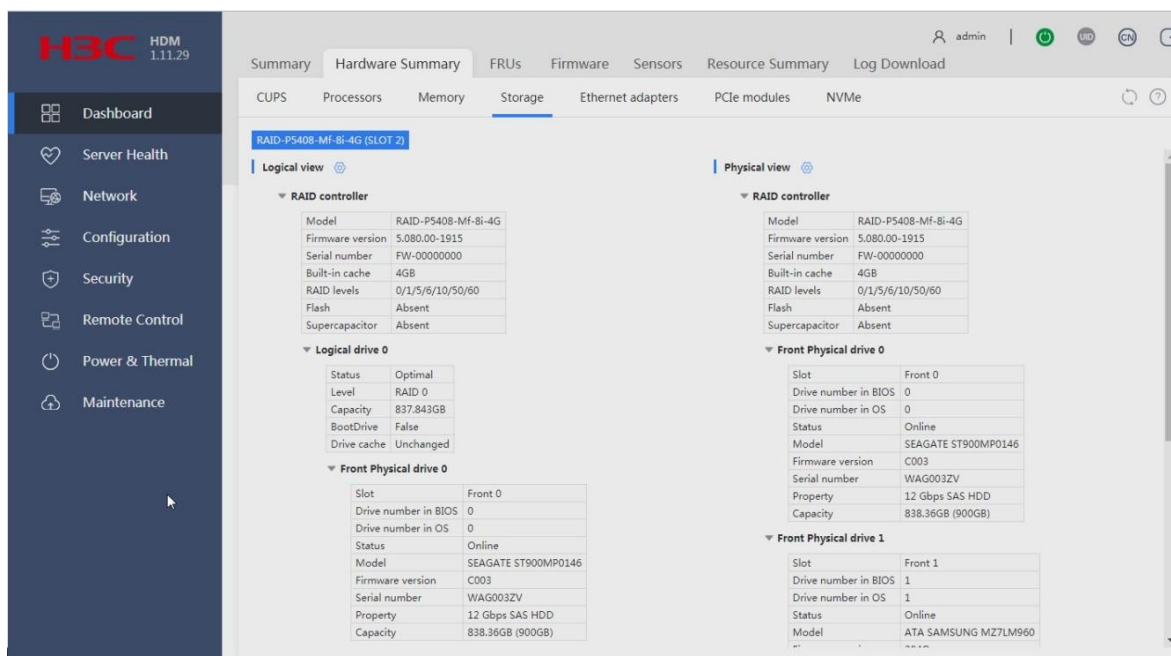 H3C HDM
1.11.29
admin | UID CN
Summary Hardware Summary FRUs Firmware Sensors Resource Summary Log Download
CUPS Processors Memory Storage Ethernet adapters PCIe modules NVMe
Dashboard
Server Health
Network
Configuration
Security
Remote Control
Power & Thermal
Maintenance
RAID-P5408-Mf-8i-4G (SLOT 2)
Logical view
RAID controller
Model RAID-P5408-Mf-8i-4G
Firmware version 5.080.00-1915
Serial number FW-00000000
Built-in cache 4GB
RAID levels 0/1/5/6/10/50/60
Flash Absent
Supercapacitor Absent
Logical drive 0
Status Optimal
Level RAID 0
Capacity 837.843GB
BootDrive False
Drive cache Unchanged
Front Physical drive 0
Slot Front 0
Drive number in BIOS 0
Drive number in OS 0
Status Online
Model SEAGATE ST900MP0146
Firmware version C003
Serial number WAG003ZV
Property 12 Gbps SAS HDD
Capacity 838.36GB (900GB)
Physical view
RAID controller
Model RAID-P5408-Mf-8i-4G
Firmware version 5.080.00-1915
Serial number FW-00000000
Built-in cache 4GB
RAID levels 0/1/5/6/10/50/60
Flash Absent
Supercapacitor Absent
Front Physical drive 0
Slot Front 0
Drive number in BIOS 0
Drive number in OS 0
Status Online
Model SEAGATE ST900MP0146
Firmware version C003
Serial number WAG003ZV
Property 12 Gbps SAS HDD
Capacity 838.36GB (900GB)
Front Physical drive 1
Slot Front 1
Drive number in BIOS 1
Drive number in OS 1
Status Online
Model ATA SAMSUNG MZ7LM960